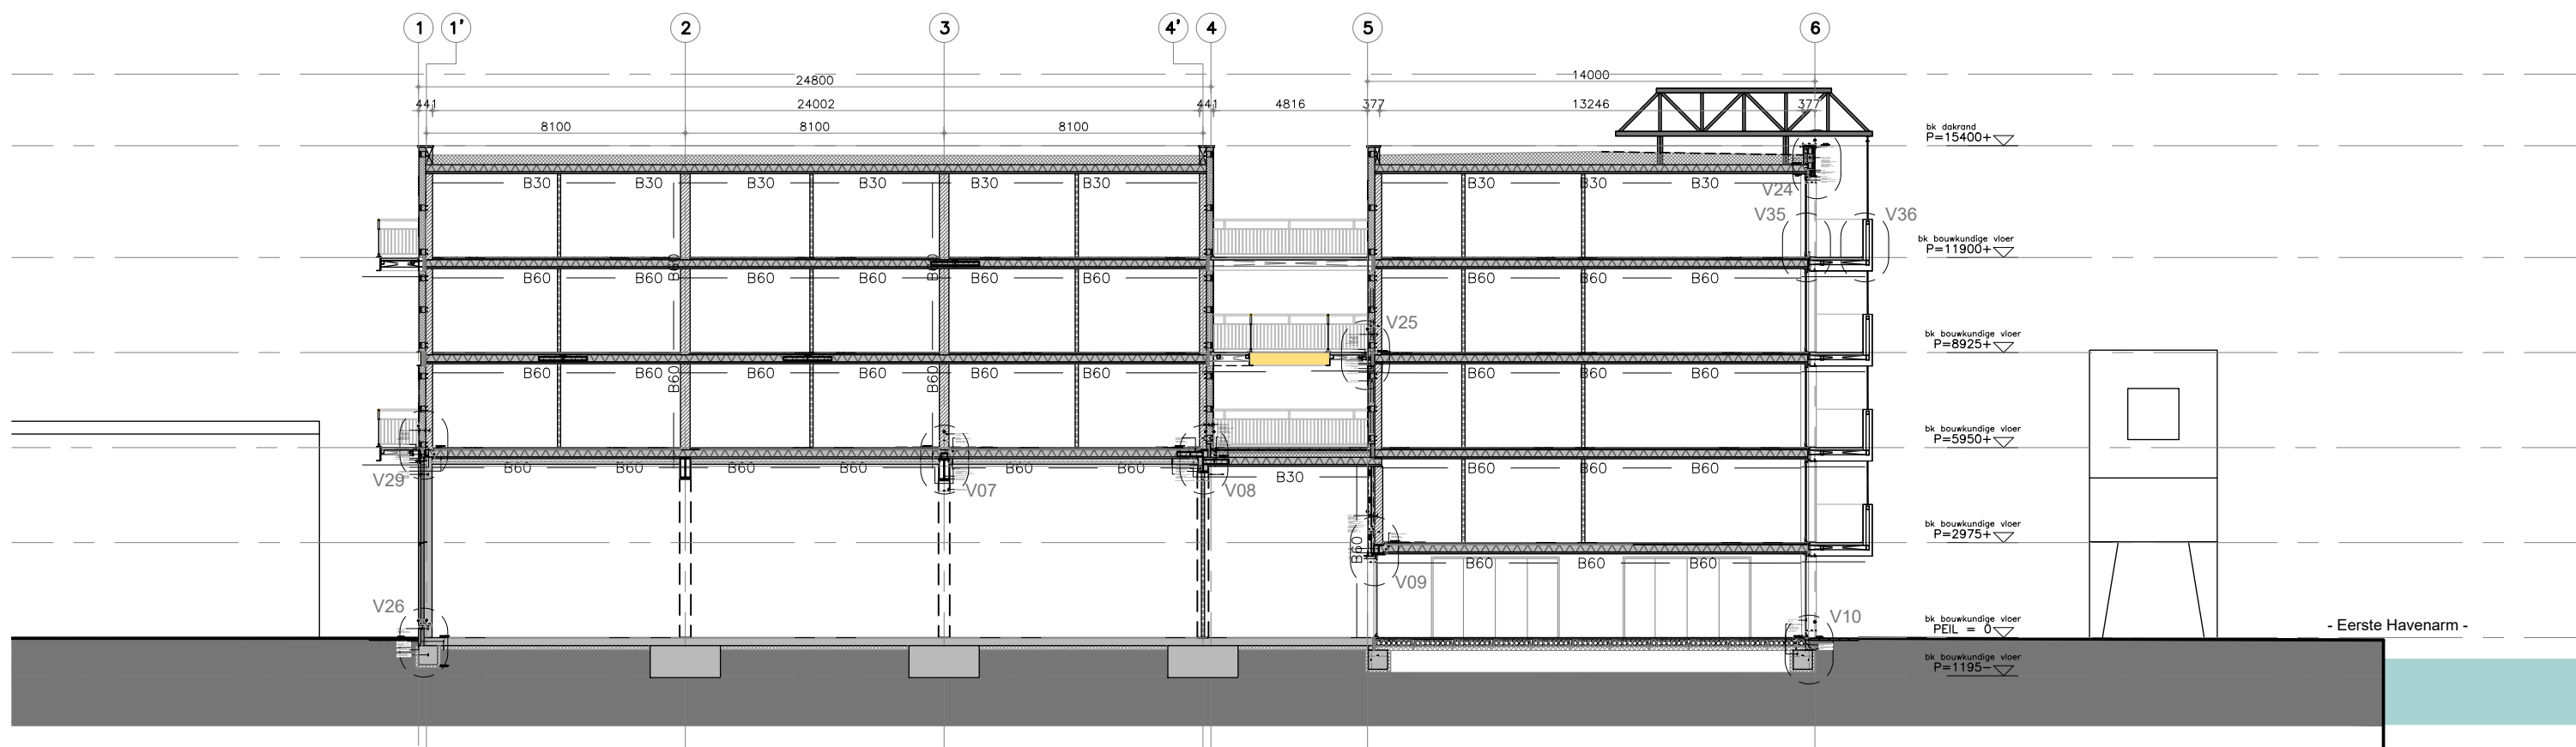 1 1' 2 3 4' 4 5 6
24800 14000
441 24002 441 4816 377 13246 377
8100 8100 8100
bk dakrand
P=15400+
B30 B30 B30 B30 B30 B30 B30 B30 B30
V24
V35 V36
bk bouwkundige vloer
P=11900+
B60 B60
B60 B60 B60 B60 B60 B60 B60 B60 B60
V25
bk bouwkundige vloer
P=8925+
B60 B60
B60 B60 B60 B60 B60 B60 B60 B60 B60
bk bouwkundige vloer
P=5950+
B60 B60 B60 B60 B60 B60 B30 B60 B60 B60
V29 V07 V08
bk bouwkundige vloer
P=2975+
B60
B60 B60 B60
V09
V26 V10
bk bouwkundige vloer
PEIL = 0
- Eerste Havenarm -
bk bouwkundige vloer
P=1195-